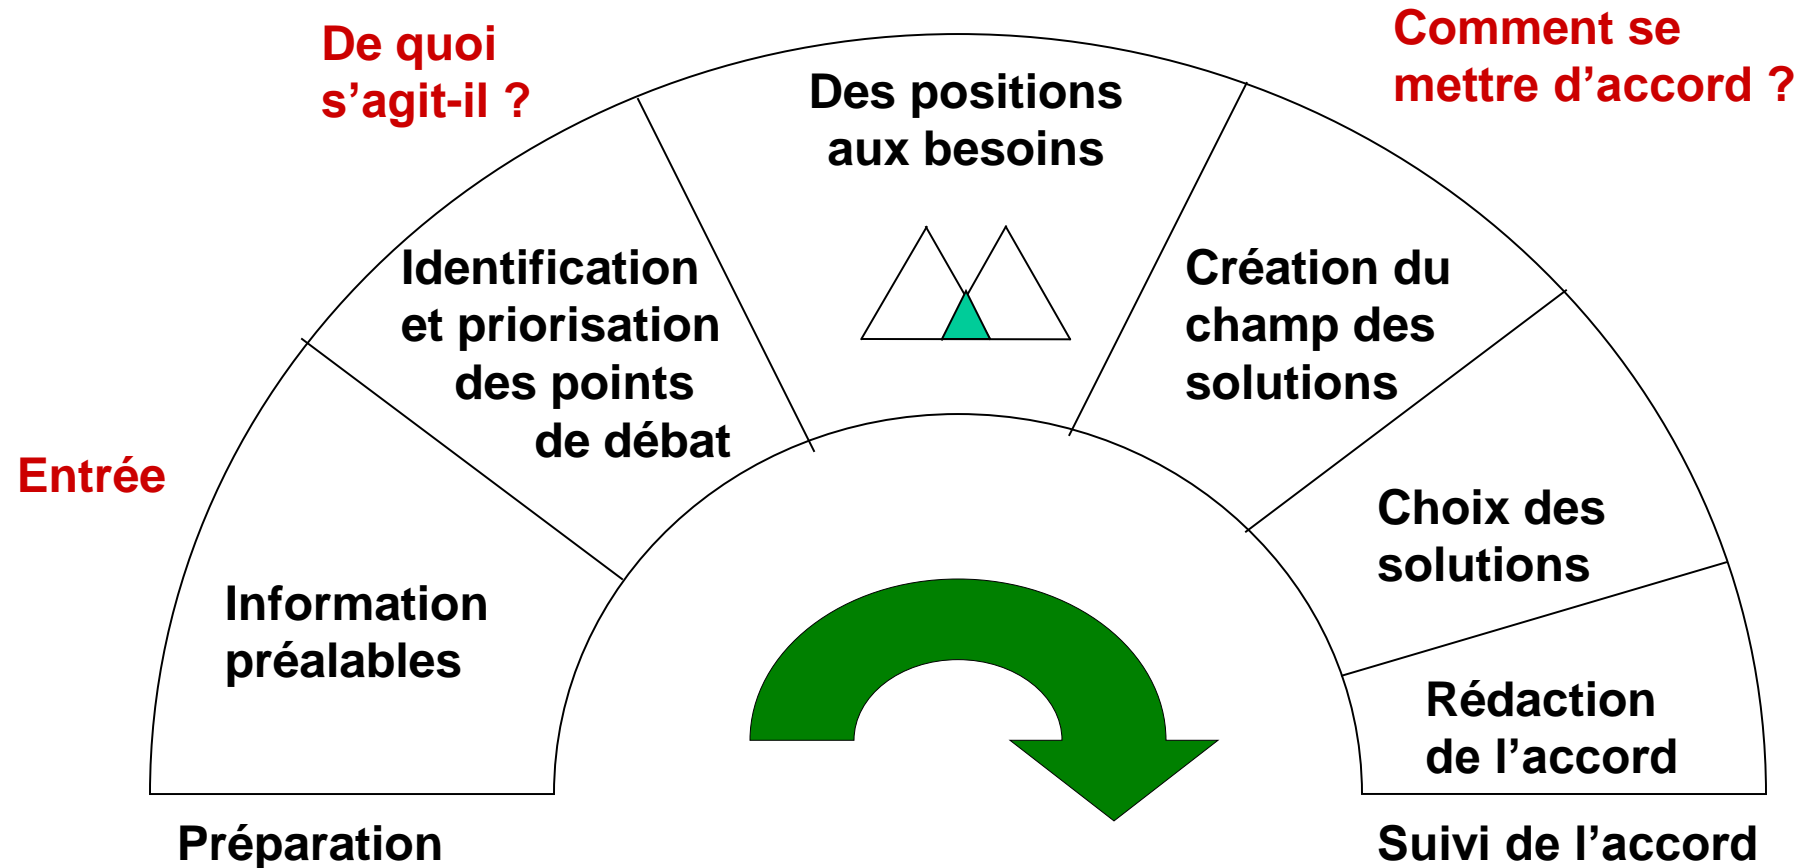 De quoi
s’agit-il ?
Comment se
mettre d’accord ?
Des positions
aux besoins
Identification
et priorisation
des points
de débat
Création du
champ des
solutions
Entrée
Choix des
solutions
Information
préalables
Rédaction
de l’accord
Préparation
Suivi de l’accord